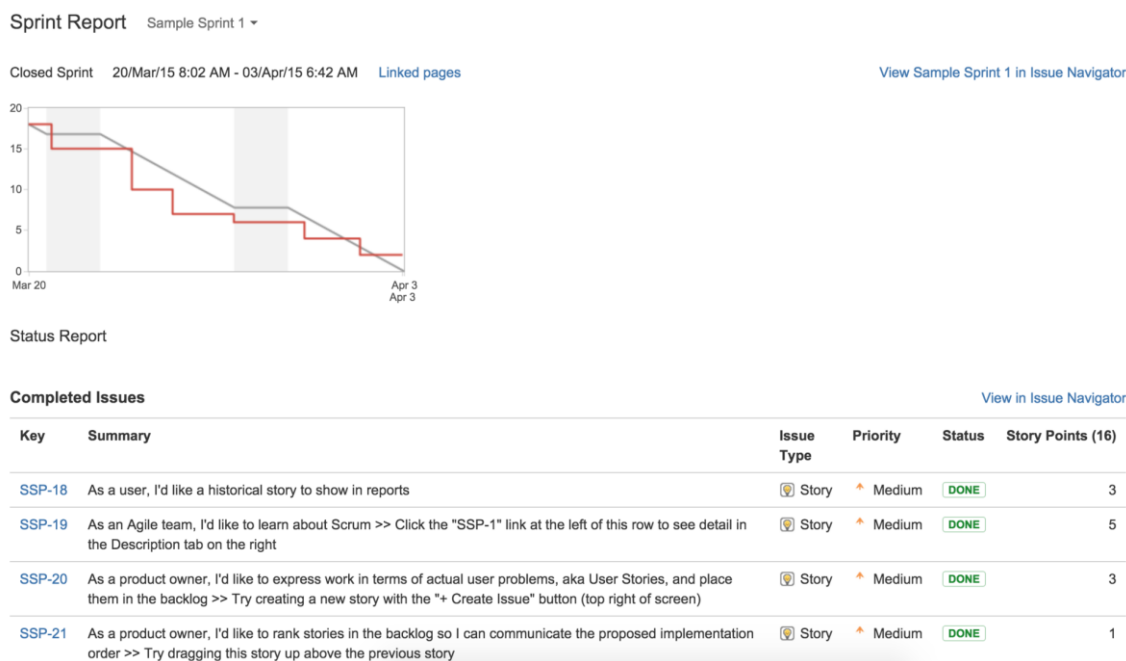 Sprint Report Sample Sprint 1
Closed Sprint 20/Mar/15 8:02 AM - 03/Apr/15 6:42 AM Linked pages View Sample Sprint 1 in Issue Navigator
20
15
10
5
0
Mar 20 Apr 3
Apr 3
Status Report
Completed Issues View in Issue Navigator
Key Summary Issue Type Priority Status Story Points (16)
SSP-18 As a user, I'd like a historical story to show in reports Story Medium DONE 3
SSP-19 As an Agile team, I'd like to learn about Scrum >> Click the "SSP-1" link at the left of this row to see detail in Story Medium DONE 5
the Description tab on the right
SSP-20 As a product owner, I'd like to express work in terms of actual user problems, aka User Stories, and place Story Medium DONE 3
them in the backlog >> Try creating a new story with the "+ Create Issue" button (top right of screen)
SSP-21 As a product owner, I'd like to rank stories in the backlog so I can communicate the proposed implementation Story Medium DONE 1
order >> Try dragging this story up above the previous story